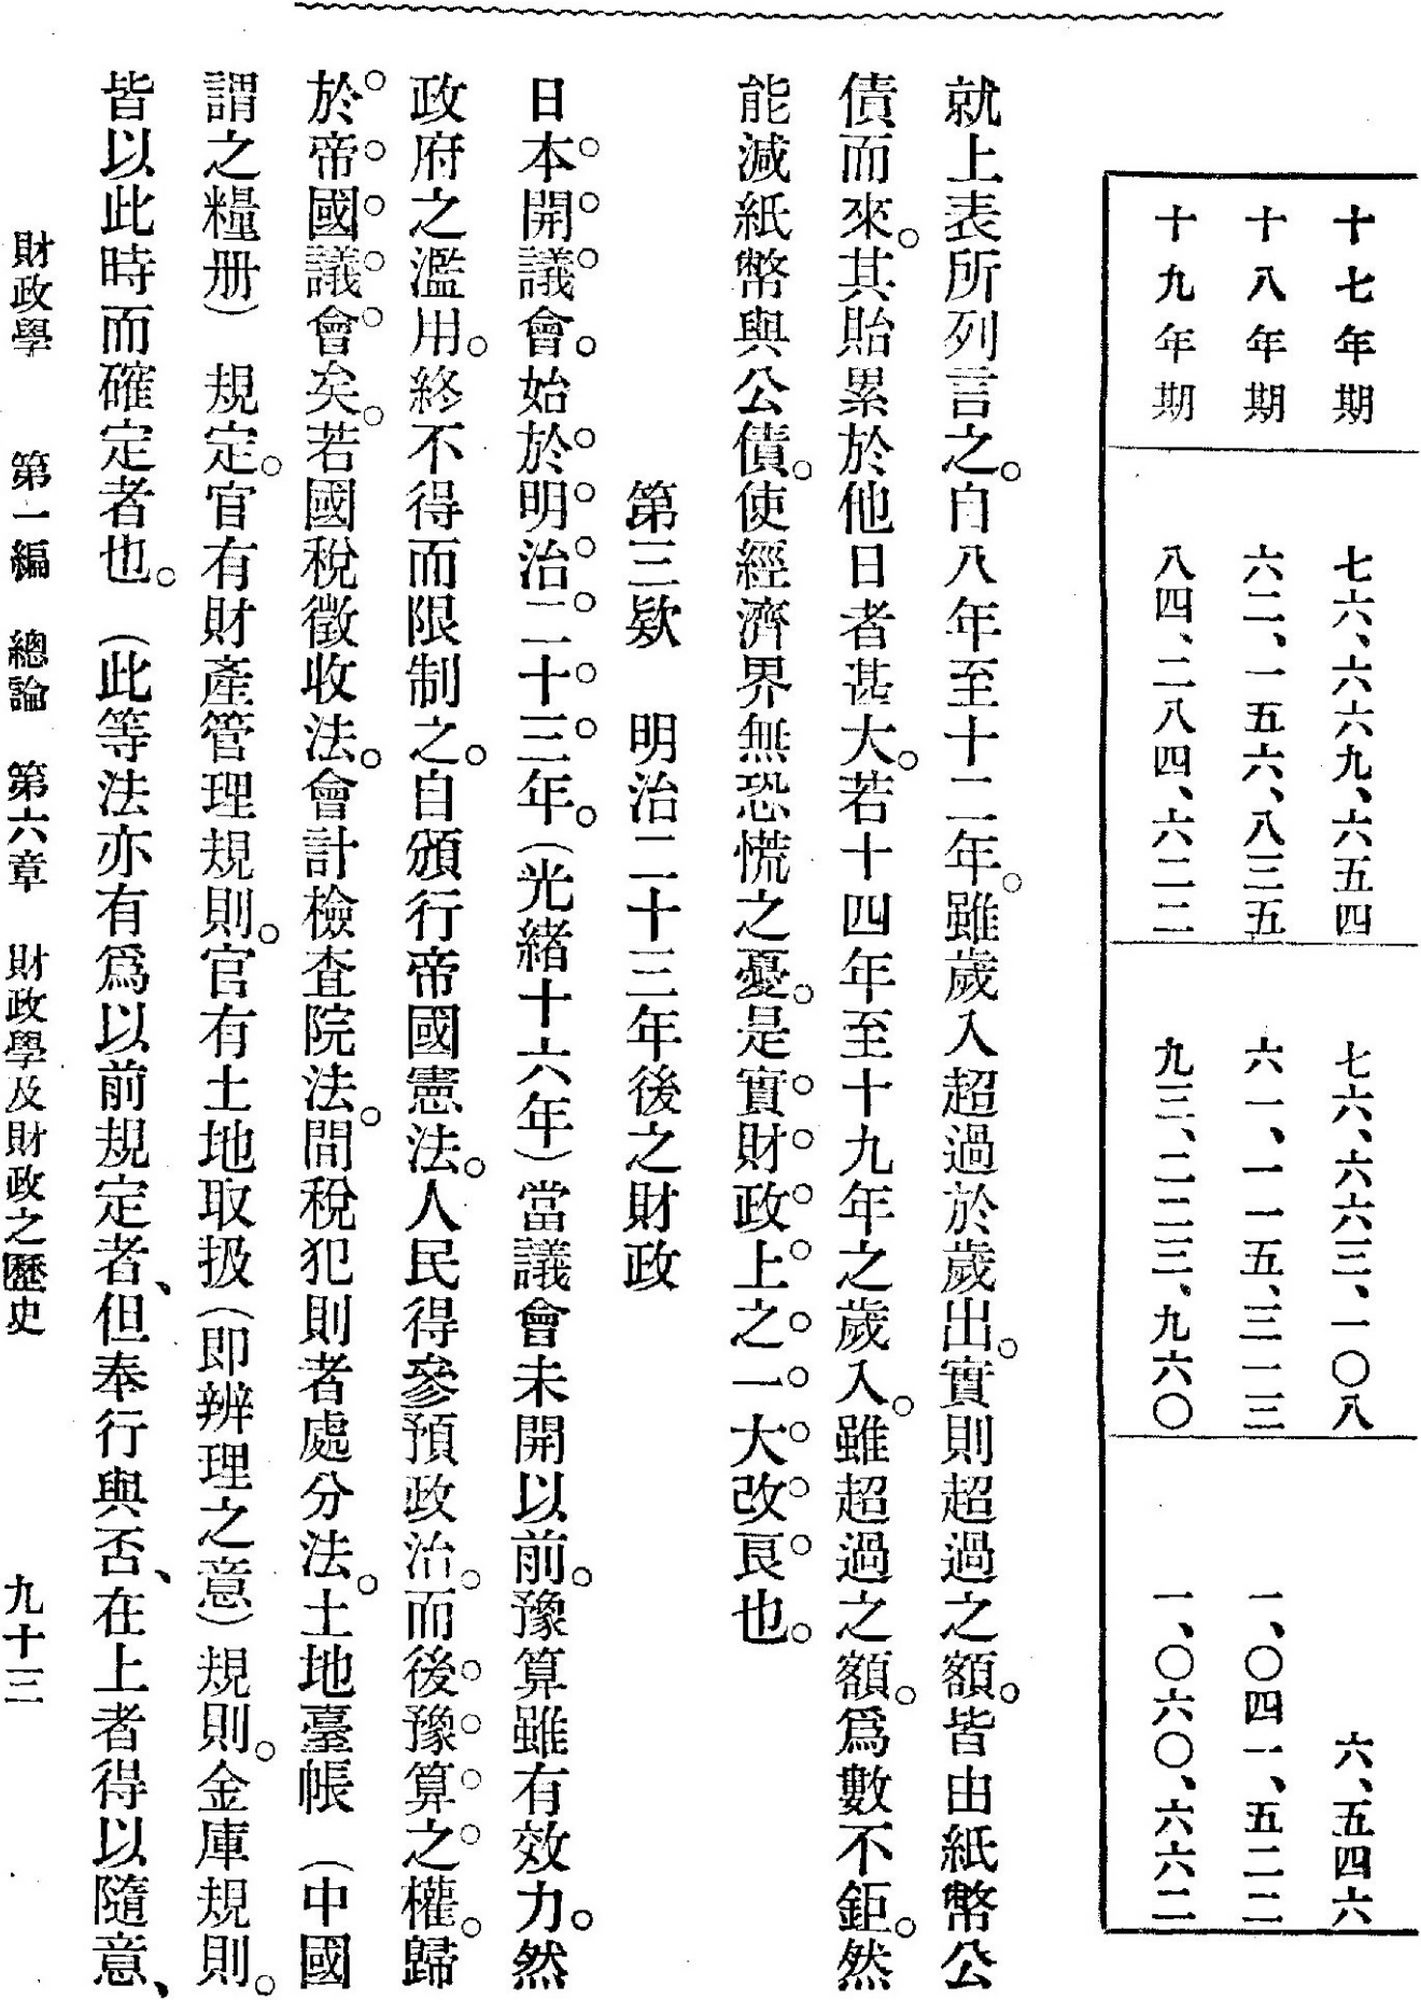 十七年期 七六、六六九、六五四 七六、六六三、一〇八 六、五四六
十八年期 六二、一五六、八三五 六一、一一五、三一三 一、〇四一、五二二
十九年期 八四、二八四、六二二 九三、二二三、九六〇 一、〇六〇、六六二
就上表所列言之。自八年至十二年。雖歲入超過於歲出。實則超過之額。皆由紙幣公
債而來。其貽累於他日者甚大。若十四年至十九年之歲入。雖超過之額。爲數不鉅。然
能減紙幣與公債。使經濟界無恐慌之憂。是實財政上之一大改良也。
第三欵 明治二十三年後之財政
日本開議會。始於明治二十三年。(光緒十六年)當議會未開以前。豫算雖有效力。然
政府之濫用。終不得而限制之。自頒行帝國憲法。人民得參預政治。而後豫算之權。歸
於帝國議會矣。若國稅徵收法。會計檢查院法。間稅犯則者處分法。土地臺帳(中國
謂之糧册)規定。官有財產管理規則。官有土地取扱(即辨理之意)規則。金庫規則。
皆以此時而確定者也。(此等法亦有爲以前規定者、但奉行與否、在上者得以隨意、
財政學 第一編 總論 第六章 財政學及財政之歷史 九十三